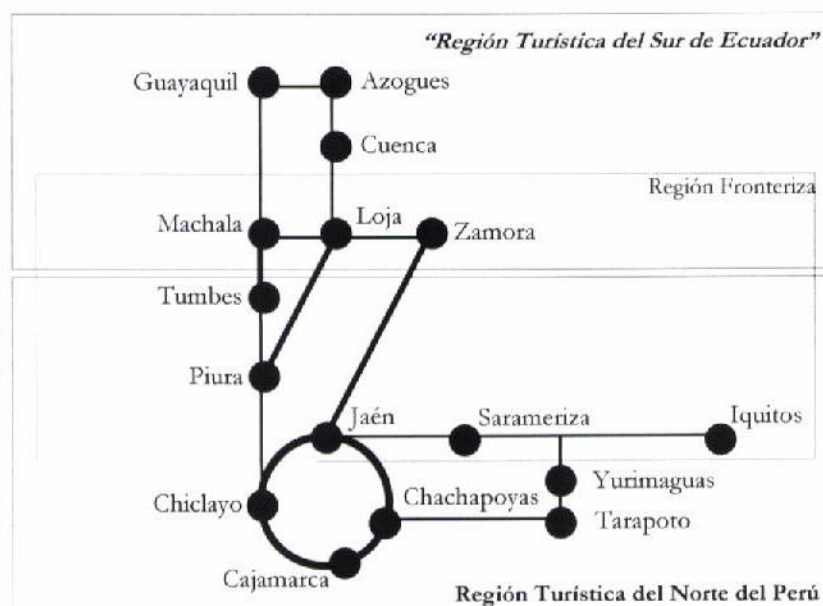 “Región Turística del Sur de Ecuador”
Guayaquil
Azogues
Cuenca
Región Fronteriza
Machala
Loja
Zamora
Tumbes
Piura
Jaén
Sarameriza
Iquitos
Chiclayo
Chachapoyas
Yurimaguas
Tarapoto
Cajamarca
Región Turística del Norte del Perú